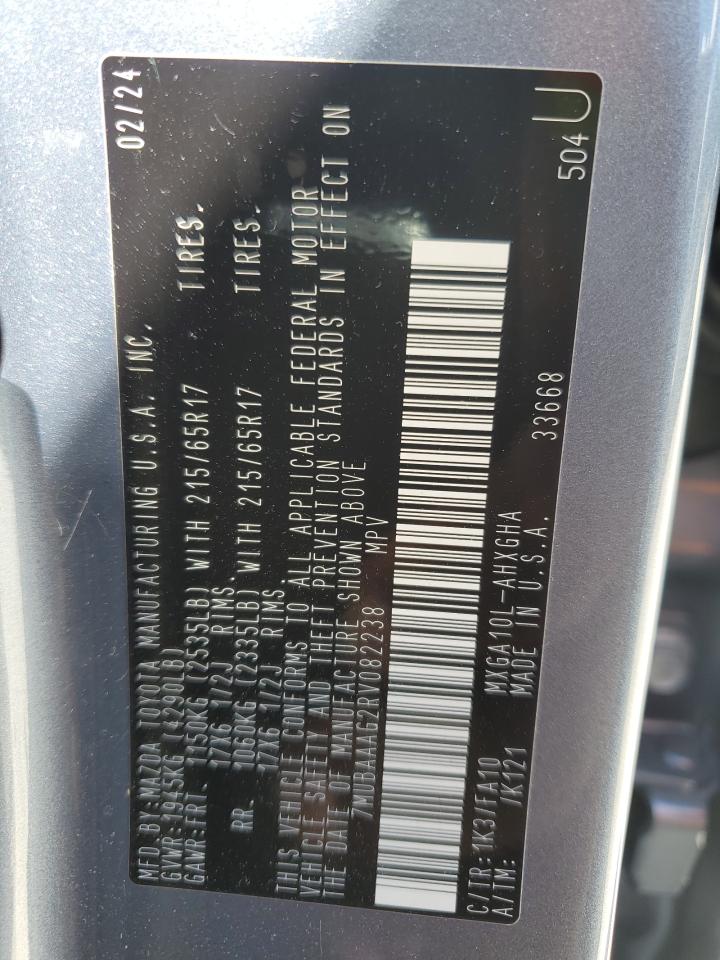 MFD BY:MAZDA TOYOTA MANUFACTURING U.S.A. INC. 02/24
GVWR:1945KG (4290LB)
GAWR:FRT. 1150KG (2535LB) WITH 215/65R17 TIRES.
17X6 1/2J RIMS.
RR. 1060KG (2335LB) WITH 215/65R17 TIRES.
17X6 1/2J RIMS
THIS VEHICLE CONFORMS TO ALL APPLICABLE FEDERAL MOTOR
VEHICLE SAFETY AND THEFT PREVENTION STANDARDS IN EFFECT ON
THE DATE OF MANUFACTURE SHOWN ABOVE
7MUBAAAG2RV082238 MPV
C/TR:1K3/FA10 MXGA10L-AHXGHA 33668 504 U
A/TM: /K121 MADE IN U.S.A.